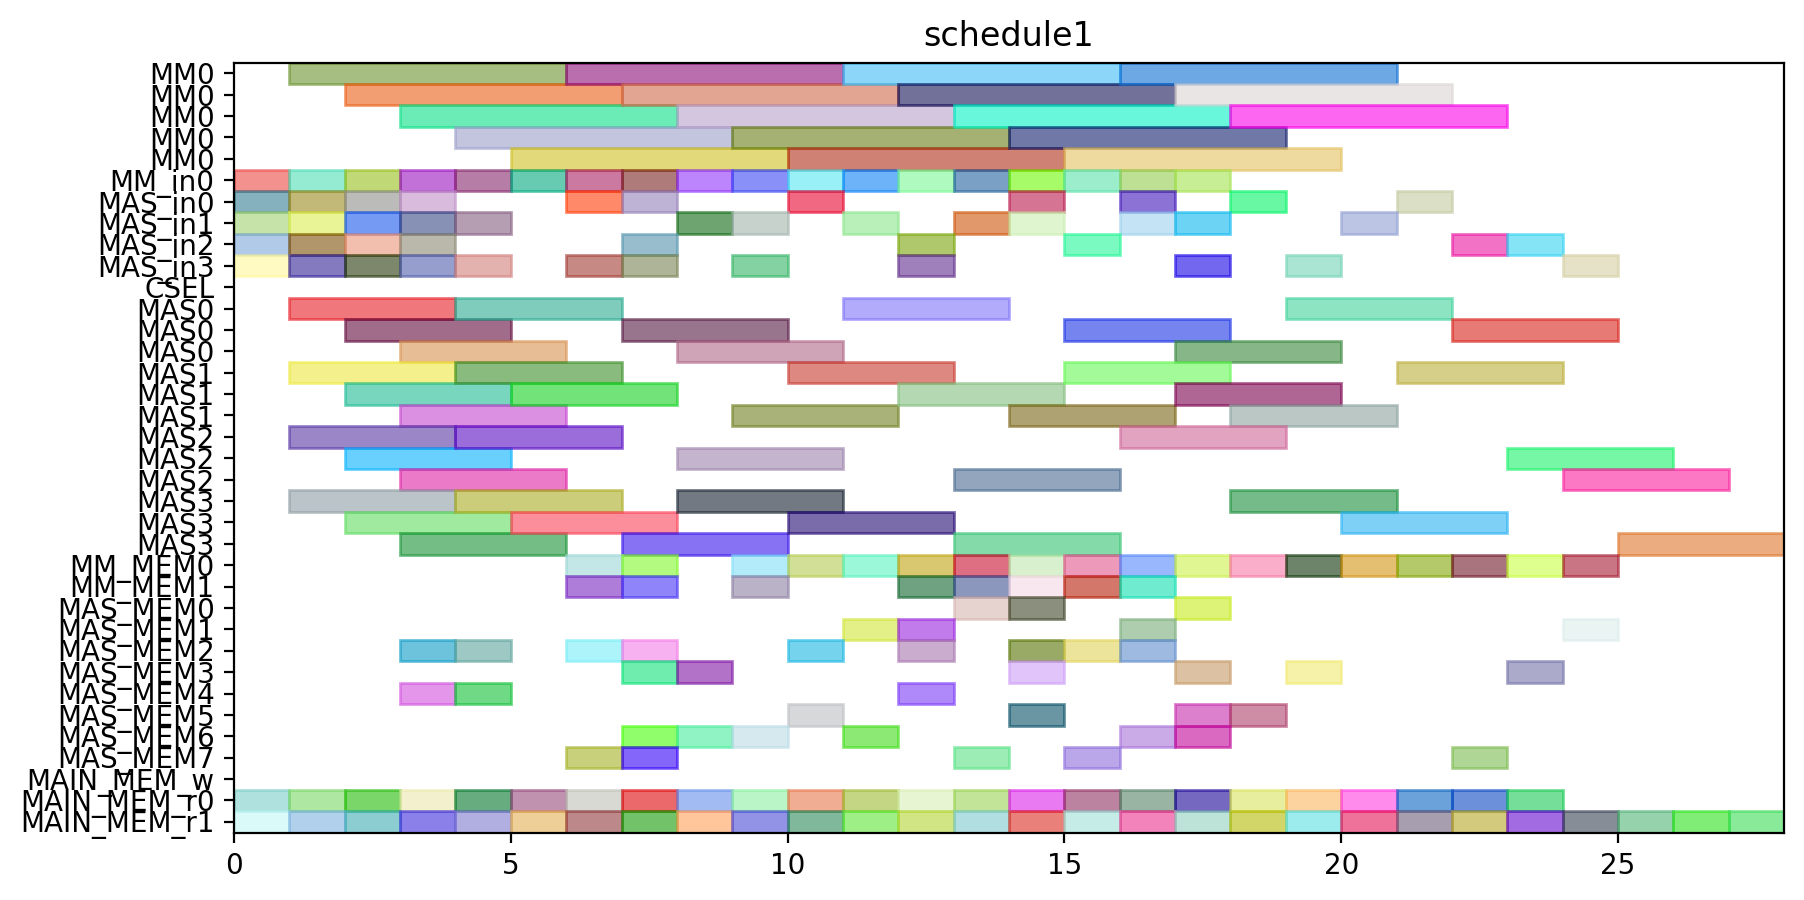 schedule1
MM0
MM0
MM0
MM0
MM0
MM_in0
MAS_in0
MAS_in1
MAS_in2
MAS_in3
CSEL
MAS0
MAS0
MAS0
MAS1
MAS1
MAS1
MAS2
MAS2
MAS2
MAS3
MAS3
MAS3
MM_MEM0
MM_MEM1
MAS_MEM0
MAS_MEM1
MAS_MEM2
MAS_MEM3
MAS_MEM4
MAS_MEM5
MAS_MEM6
MAS_MEM7
MAIN_MEM_w
MAIN_MEM_r0
MAIN_MEM_r1
0 5 10 15 20 25